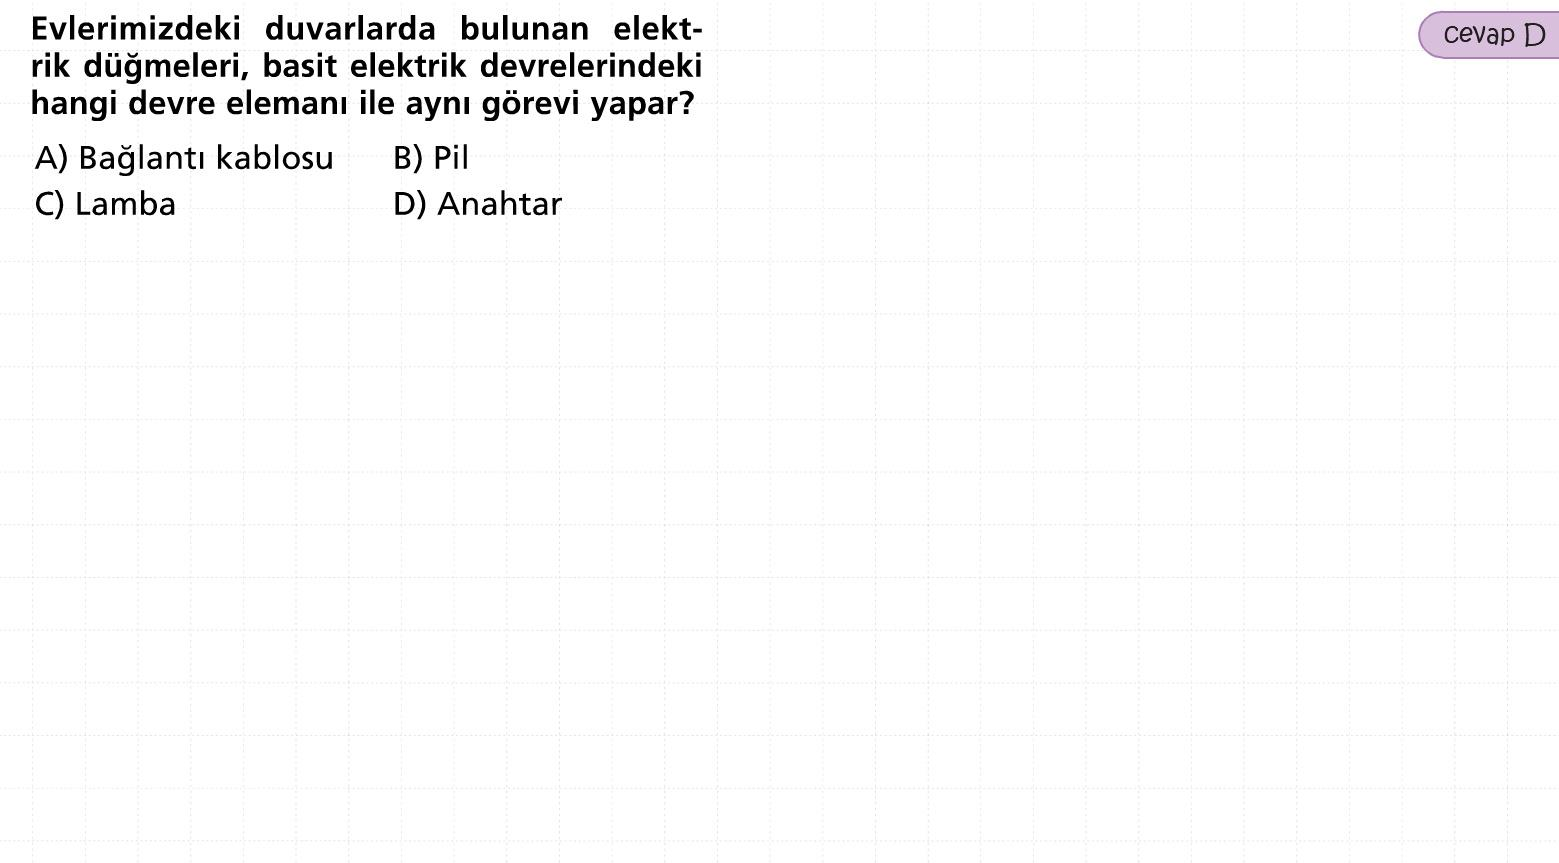 Evlerimizdeki duvarlarda bulunan elekt-
rik düğmeleri, basit elektrik devrelerindeki
hangi devre elemanı ile aynı görevi yapar?
A) Bağlantı kablosu B) Pil
C) Lamba D) Anahtar
cevap D